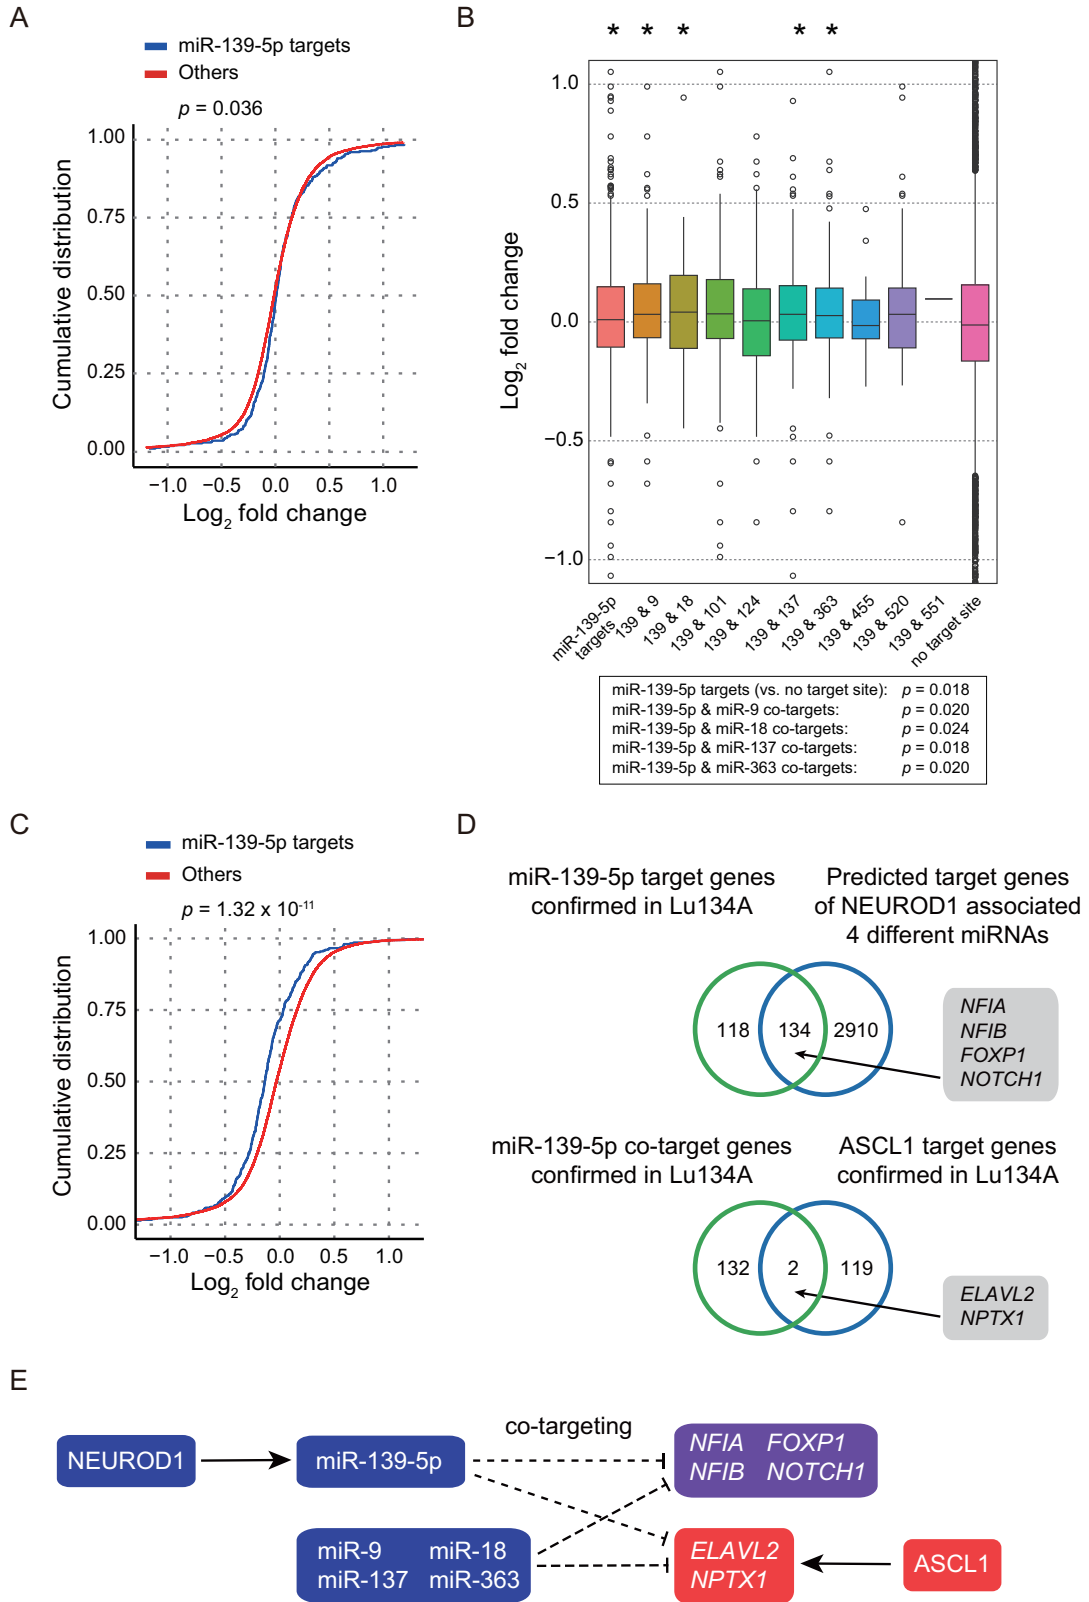 A
miR-139-5p targets
Others
p = 0.036
Cumulative distribution
1.00
0.75
0.50
0.25
0.00
−1.0 −0.5 0.0 0.5 1.0
Log2 fold change
B
* * * * *
Log2 fold change
1.0
0.5
0.0
−0.5
−1.0
miR-139-5p
targets
139 & 9
139 & 18
139 & 101
139 & 124
139 & 137
139 & 363
139 & 455
139 & 520
139 & 551
no target site
miR-139-5p targets (vs. no target site): p = 0.018
miR-139-5p & miR-9 co-targets: p = 0.020
miR-139-5p & miR-18 co-targets: p = 0.024
miR-139-5p & miR-137 co-targets: p = 0.018
miR-139-5p & miR-363 co-targets: p = 0.020
C
miR-139-5p targets
Others
p = 1.32 x 10-11
Cumulative distribution
1.00
0.75
0.50
0.25
0.00
−1.0 −0.5 0.0 0.5 1.0
Log2 fold change
D
miR-139-5p target genes
confirmed in Lu134A
Predicted target genes
of NEUROD1 associated
4 different miRNAs
118 134 2910
NFIA
NFIB
FOXP1
NOTCH1
miR-139-5p co-target genes
confirmed in Lu134A
ASCL1 target genes
confirmed in Lu134A
132 2 119
ELAVL2
NPTX1
E
NEUROD1
miR-139-5p
co-targeting
NFIA FOXP1
NFIB NOTCH1
miR-9 miR-18
miR-137 miR-363
ELAVL2
NPTX1
ASCL1